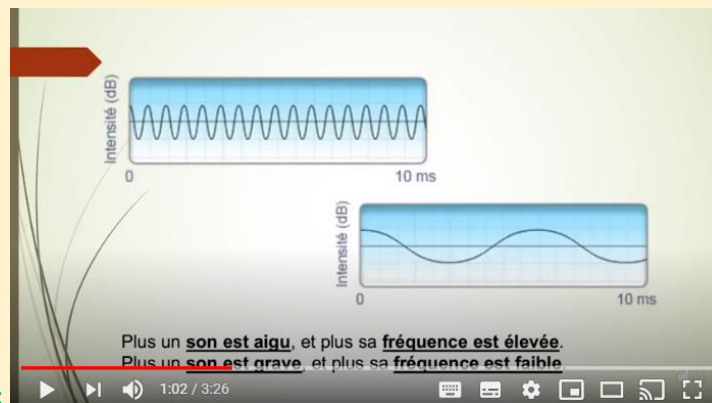 Intensité (dB)
0
10 ms
Intensité (dB)
0
10 ms
Plus un son est aigu, et plus sa fréquence est élevée.
Plus un son est grave, et plus sa fréquence est faible.
1:02 / 3:26